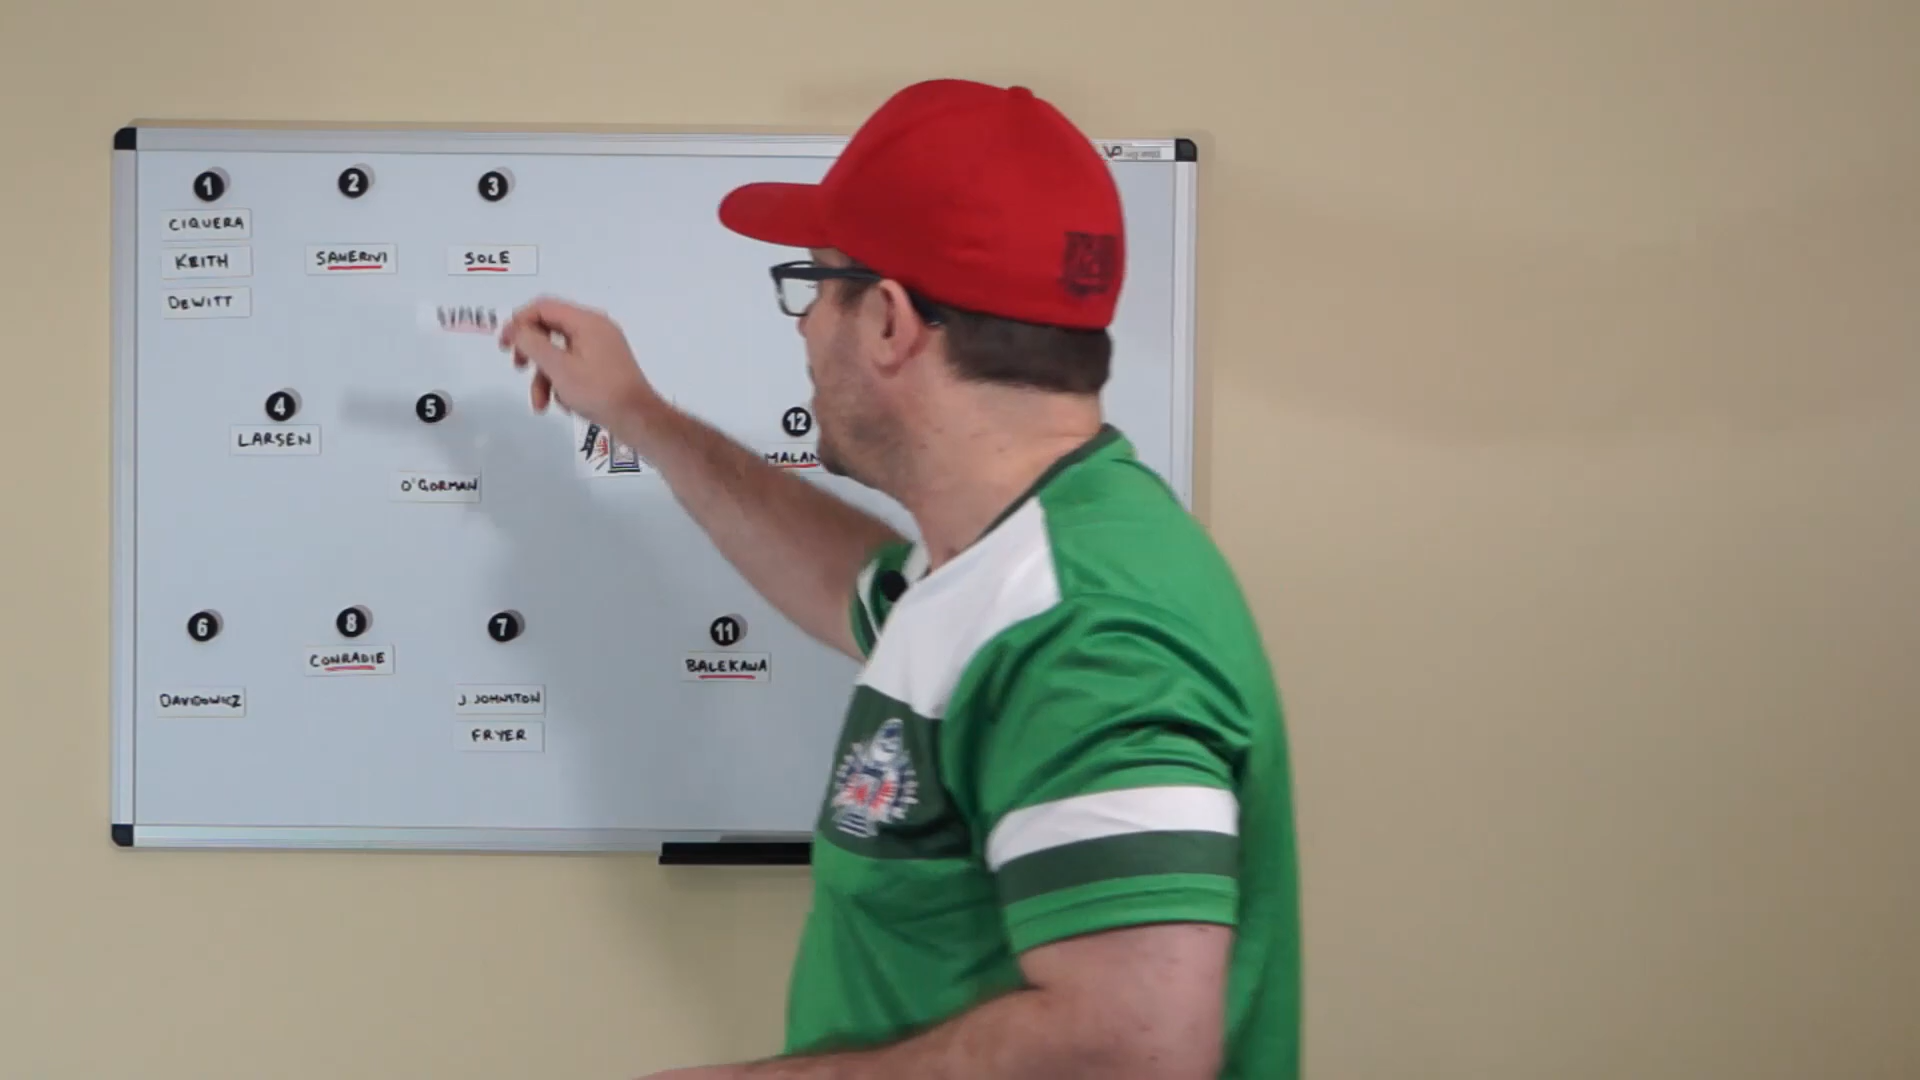 1
2
3
CIQUERA
KEITH
DEWITT
SANERIVI
SOLE
4
LARSEN
5
O'GORMAN
12
6
DAVIDOWICZ
8
CONRADIE
7
J. JOHNSTON
FRYER
11
BALEKANA